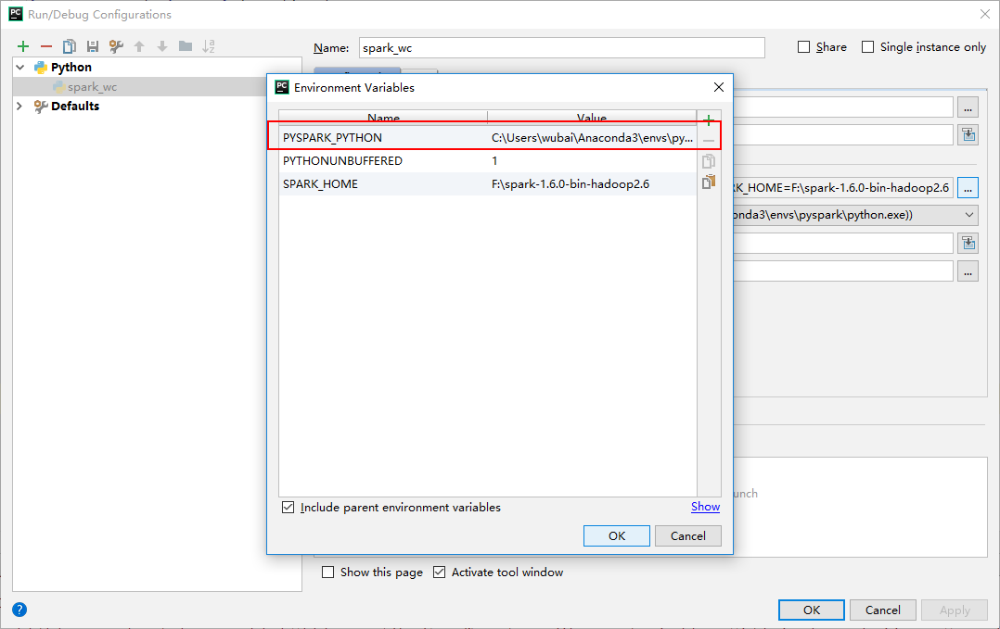 Run/Debug Configurations
Name: spark_wc
Share
Single instance only
Python
spark_wc
Defaults
Environment Variables
Name Value
PYSPARK_PYTHON C:\Users\wubai\Anaconda3\envs\py...
PYTHONUNBUFFERED 1
SPARK_HOME F:\spark-1.6.0-bin-hadoop2.6
RK_HOME=F:\spark-1.6.0-bin-hadoop2.6
onda3\envs\pyspark\python.exe))
Include parent environment variables
Show
OK Cancel
unch
Show this page
Activate tool window
OK Cancel Apply